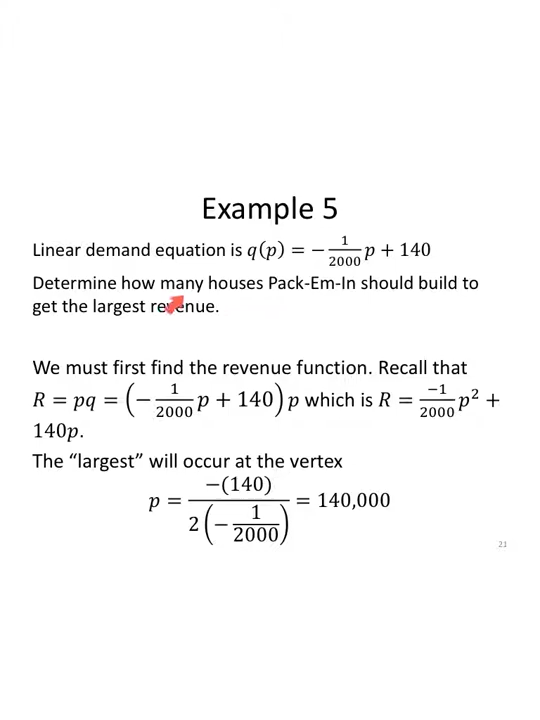 Example 5
Linear demand equation is q(p) = −1/2000 p + 140
Determine how many houses Pack-Em-In should build to
get the largest revenue.
We must first find the revenue function. Recall that
R = pq = (−1/2000 p + 140)p which is R = −1/2000 p² +
140p.
The “largest” will occur at the vertex
p = −(140) / 2(−1/2000) = 140,000
21